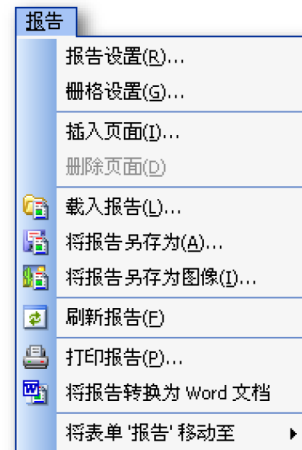 报告
报告设置(R)...
栅格设置(G)...
插入页面(I)...
删除页面(D)
载入报告(L)...
将报告另存为(A)...
将报告另存为图像(I)...
刷新报告(F)
打印报告(P)...
将报告转换为 Word 文档
将表单 '报告' 移动至